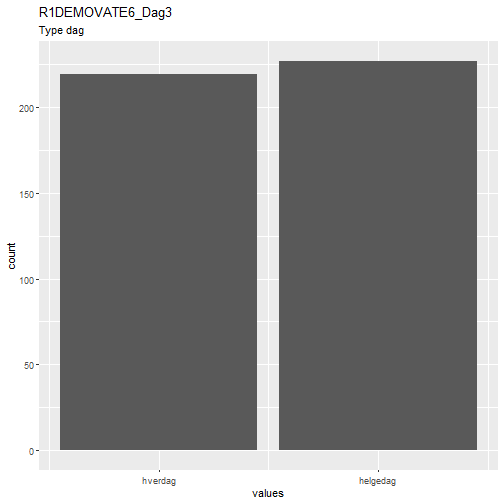 R1DEMOVATE6_Dag3
Type dag
count
200
150
100
50
0
hverdag
helgedag
values